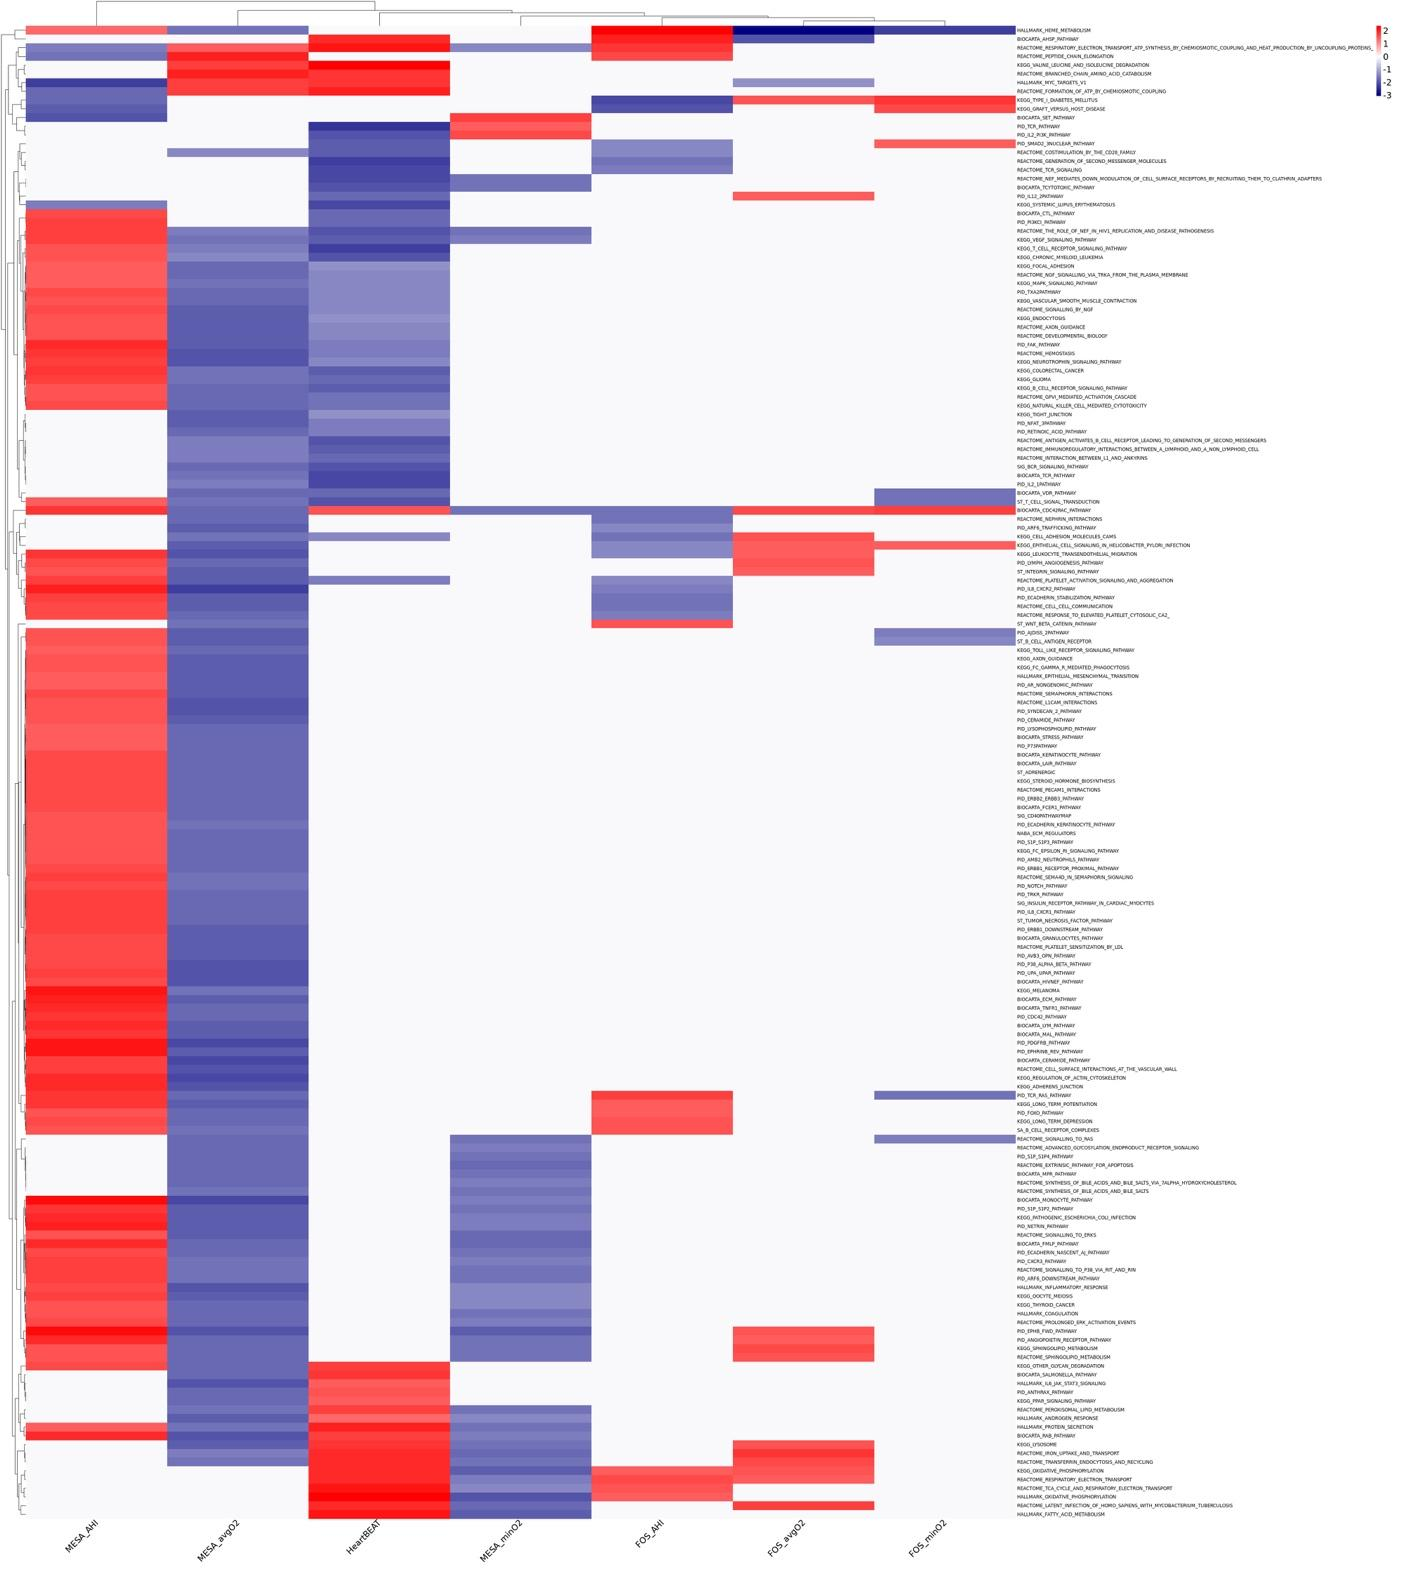 HALLMARK_HEME_METABOLISM
BIOCARTA_AHSP_PATHWAY
REACTOME_RESPIRATORY_ELECTRON_TRANSPORT_ATP_SYNTHESIS_BY_CHEMIOSMOTIC_COUPLING_AND_HEAT_PRODUCTION_BY_UNCOUPLING_PROTEINS_
REACTOME_PEPTIDE_CHAIN_ELONGATION
KEGG_VALINE_LEUCINE_AND_ISOLEUCINE_DEGRADATION
REACTOME_BRANCHED_CHAIN_AMINO_ACID_CATABOLISM
HALLMARK_MYC_TARGETS_V1
REACTOME_FORMATION_OF_ATP_BY_CHEMIOSMOTIC_COUPLING
KEGG_TYPE_I_DIABETES_MELLITUS
KEGG_GRAFT_VERSUS_HOST_DISEASE
BIOCARTA_SET_PATHWAY
PID_TCR_PATHWAY
PID_IL2_PI3K_PATHWAY
PID_SMAD2_3NUCLEAR_PATHWAY
REACTOME_COSTIMULATION_BY_THE_CD28_FAMILY
REACTOME_GENERATION_OF_SECOND_MESSENGER_MOLECULES
REACTOME_TCR_SIGNALING
REACTOME_NEF_MEDIATES_DOWN_MODULATION_OF_CELL_SURFACE_RECEPTORS_BY_RECRUITING_THEM_TO_CLATHRIN_ADAPTERS
BIOCARTA_TCYTOTOXIC_PATHWAY
PID_IL12_2PATHWAY
KEGG_SYSTEMIC_LUPUS_ERYTHEMATOSUS
BIOCARTA_CTL_PATHWAY
PID_PI3KCI_PATHWAY
REACTOME_THE_ROLE_OF_NEF_IN_HIV1_REPLICATION_AND_DISEASE_PATHOGENESIS
KEGG_VEGF_SIGNALING_PATHWAY
KEGG_T_CELL_RECEPTOR_SIGNALING_PATHWAY
KEGG_CHRONIC_MYELOID_LEUKEMIA
KEGG_FOCAL_ADHESION
REACTOME_NGF_SIGNALLING_VIA_TRKA_FROM_THE_PLASMA_MEMBRANE
KEGG_MAPK_SIGNALING_PATHWAY
PID_TXA2PATHWAY
KEGG_VASCULAR_SMOOTH_MUSCLE_CONTRACTION
REACTOME_SIGNALLING_BY_NGF
KEGG_ENDOCYTOSIS
REACTOME_AXON_GUIDANCE
REACTOME_DEVELOPMENTAL_BIOLOGY
PID_FAK_PATHWAY
REACTOME_HEMOSTASIS
KEGG_NEUROTROPHIN_SIGNALING_PATHWAY
KEGG_COLORECTAL_CANCER
KEGG_GLIOMA
KEGG_B_CELL_RECEPTOR_SIGNALING_PATHWAY
REACTOME_GPVI_MEDIATED_ACTIVATION_CASCADE
KEGG_NATURAL_KILLER_CELL_MEDIATED_CYTOTOXICITY
KEGG_TIGHT_JUNCTION
PID_NFAT_3PATHWAY
PID_RETINOIC_ACID_PATHWAY
REACTOME_ANTIGEN_ACTIVATES_B_CELL_RECEPTOR_LEADING_TO_GENERATION_OF_SECOND_MESSENGERS
REACTOME_IMMUNOREGULATORY_INTERACTIONS_BETWEEN_A_LYMPHOID_AND_A_NON_LYMPHOID_CELL
REACTOME_INTERACTION_BETWEEN_L1_AND_ANKYRINS
SIG_BCR_SIGNALING_PATHWAY
BIOCARTA_TCR_PATHWAY
PID_IL2_1PATHWAY
BIOCARTA_VDR_PATHWAY
ST_T_CELL_SIGNAL_TRANSDUCTION
BIOCARTA_CDC42RAC_PATHWAY
REACTOME_NEPHRIN_INTERACTIONS
PID_ARF6_TRAFFICKING_PATHWAY
KEGG_CELL_ADHESION_MOLECULES_CAMS
KEGG_EPITHELIAL_CELL_SIGNALING_IN_HELICOBACTER_PYLORI_INFECTION
KEGG_LEUKOCYTE_TRANSENDOTHELIAL_MIGRATION
PID_LYMPH_ANGIOGENESIS_PATHWAY
ST_INTEGRIN_SIGNALING_PATHWAY
REACTOME_PLATELET_ACTIVATION_SIGNALING_AND_AGGREGATION
PID_IL8_CXCR2_PATHWAY
PID_ECADHERIN_STABILIZATION_PATHWAY
REACTOME_CELL_CELL_COMMUNICATION
REACTOME_RESPONSE_TO_ELEVATED_PLATELET_CYTOSOLIC_CA2_
ST_WNT_BETA_CATENIN_PATHWAY
PID_AJDISS_2PATHWAY
ST_B_CELL_ANTIGEN_RECEPTOR
KEGG_TOLL_LIKE_RECEPTOR_SIGNALING_PATHWAY
KEGG_AXON_GUIDANCE
KEGG_FC_GAMMA_R_MEDIATED_PHAGOCYTOSIS
HALLMARK_EPITHELIAL_MESENCHYMAL_TRANSITION
PID_AR_NONGENOMIC_PATHWAY
REACTOME_SEMAPHORIN_INTERACTIONS
REACTOME_L1CAM_INTERACTIONS
PID_SYNDECAN_2_PATHWAY
PID_CERAMIDE_PATHWAY
PID_LYSOPHOSPHOLIPID_PATHWAY
BIOCARTA_STRESS_PATHWAY
PID_P73PATHWAY
BIOCARTA_KERATINOCYTE_PATHWAY
BIOCARTA_LAIR_PATHWAY
ST_ADRENERGIC
KEGG_STEROID_HORMONE_BIOSYNTHESIS
REACTOME_PECAM1_INTERACTIONS
PID_ERBB2_ERBB3_PATHWAY
BIOCARTA_FCER1_PATHWAY
SIG_CD40PATHWAYMAP
PID_ECADHERIN_KERATINOCYTE_PATHWAY
NABA_ECM_REGULATORS
PID_S1P_S1P3_PATHWAY
KEGG_FC_EPSILON_RI_SIGNALING_PATHWAY
PID_AMB2_NEUTROPHILS_PATHWAY
PID_ERBB1_RECEPTOR_PROXIMAL_PATHWAY
REACTOME_SEMA4D_IN_SEMAPHORIN_SIGNALING
PID_NOTCH_PATHWAY
PID_TRKR_PATHWAY
SIG_INSULIN_RECEPTOR_PATHWAY_IN_CARDIAC_MYOCYTES
PID_IL8_CXCR1_PATHWAY
ST_TUMOR_NECROSIS_FACTOR_PATHWAY
PID_ERBB1_DOWNSTREAM_PATHWAY
BIOCARTA_GRANULOCYTES_PATHWAY
REACTOME_PLATELET_SENSITIZATION_BY_LDL
PID_AVB3_OPN_PATHWAY
PID_P38_ALPHA_BETA_PATHWAY
PID_UPA_UPAR_PATHWAY
BIOCARTA_HIVNEF_PATHWAY
KEGG_MELANOMA
BIOCARTA_ECM_PATHWAY
BIOCARTA_TNFR1_PATHWAY
PID_CDC42_PATHWAY
BIOCARTA_LYM_PATHWAY
BIOCARTA_MAL_PATHWAY
PID_PDGFRB_PATHWAY
PID_EPHRINB_REV_PATHWAY
BIOCARTA_CERAMIDE_PATHWAY
REACTOME_CELL_SURFACE_INTERACTIONS_AT_THE_VASCULAR_WALL
KEGG_REGULATION_OF_ACTIN_CYTOSKELETON
KEGG_ADHERENS_JUNCTION
PID_TCR_RAS_PATHWAY
KEGG_LONG_TERM_POTENTIATION
PID_FOXO_PATHWAY
KEGG_LONG_TERM_DEPRESSION
SA_B_CELL_RECEPTOR_COMPLEXES
REACTOME_SIGNALLING_TO_RAS
REACTOME_ADVANCED_GLYCOSYLATION_ENDPRODUCT_RECEPTOR_SIGNALING
PID_S1P_S1P4_PATHWAY
REACTOME_EXTRINSIC_PATHWAY_FOR_APOPTOSIS
BIOCARTA_MPR_PATHWAY
REACTOME_SYNTHESIS_OF_BILE_ACIDS_AND_BILE_SALTS_VIA_7ALPHA_HYDROXYCHOLESTEROL
REACTOME_SYNTHESIS_OF_BILE_ACIDS_AND_BILE_SALTS
BIOCARTA_MONOCYTE_PATHWAY
PID_S1P_S1P2_PATHWAY
KEGG_PATHOGENIC_ESCHERICHIA_COLI_INFECTION
PID_NETRIN_PATHWAY
REACTOME_SIGNALLING_TO_ERKS
BIOCARTA_FMLP_PATHWAY
PID_ECADHERIN_NASCENT_AJ_PATHWAY
PID_CXCR3_PATHWAY
REACTOME_SIGNALLING_TO_P38_VIA_RIT_AND_RIN
PID_ARF6_DOWNSTREAM_PATHWAY
HALLMARK_INFLAMMATORY_RESPONSE
KEGG_OOCYTE_MEIOSIS
KEGG_THYROID_CANCER
HALLMARK_COAGULATION
REACTOME_PROLONGED_ERK_ACTIVATION_EVENTS
PID_EPHB_FWD_PATHWAY
PID_ANGIOPOIETIN_RECEPTOR_PATHWAY
KEGG_SPHINGOLIPID_METABOLISM
REACTOME_SPHINGOLIPID_METABOLISM
KEGG_OTHER_GLYCAN_DEGRADATION
BIOCARTA_SALMONELLA_PATHWAY
HALLMARK_IL6_JAK_STAT3_SIGNALING
PID_ANTHRAX_PATHWAY
KEGG_PPAR_SIGNALING_PATHWAY
REACTOME_PEROXISOMAL_LIPID_METABOLISM
HALLMARK_ANDROGEN_RESPONSE
HALLMARK_PROTEIN_SECRETION
BIOCARTA_RAB_PATHWAY
KEGG_LYSOSOME
REACTOME_IRON_UPTAKE_AND_TRANSPORT
REACTOME_TRANSFERRIN_ENDOCYTOSIS_AND_RECYCLING
KEGG_OXIDATIVE_PHOSPHORYLATION
REACTOME_RESPIRATORY_ELECTRON_TRANSPORT
REACTOME_TCA_CYCLE_AND_RESPIRATORY_ELECTRON_TRANSPORT
HALLMARK_OXIDATIVE_PHOSPHORYLATION
REACTOME_LATENT_INFECTION_OF_HOMO_SAPIENS_WITH_MYCOBACTERIUM_TUBERCULOSIS
HALLMARK_FATTY_ACID_METABOLISM
2
1
0
-1
-2
-3
MESA_AHI
MESA_avgO2
HeartBEAT
MESA_minO2
FOS_AHI
FOS_avgO2
FOS_minO2